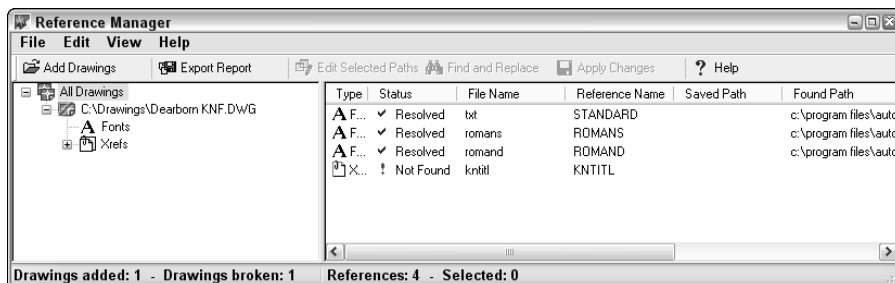 Reference Manager
File Edit View Help
Add Drawings Export Report Edit Selected Paths Find and Replace Apply Changes ? Help
All Drawings
C:\Drawings\Dearborn KNF.DWG
A Fonts
Xrefs
Type Status File Name Reference Name Saved Path Found Path
A F... Resolved txt STANDARD c:\program files\auto
A F... Resolved romans ROMANS c:\program files\auto
A F... Resolved romand ROMAND c:\program files\auto
X... ! Not Found kntitl KNTITL
Drawings added: 1 - Drawings broken: 1 References: 4 - Selected: 0